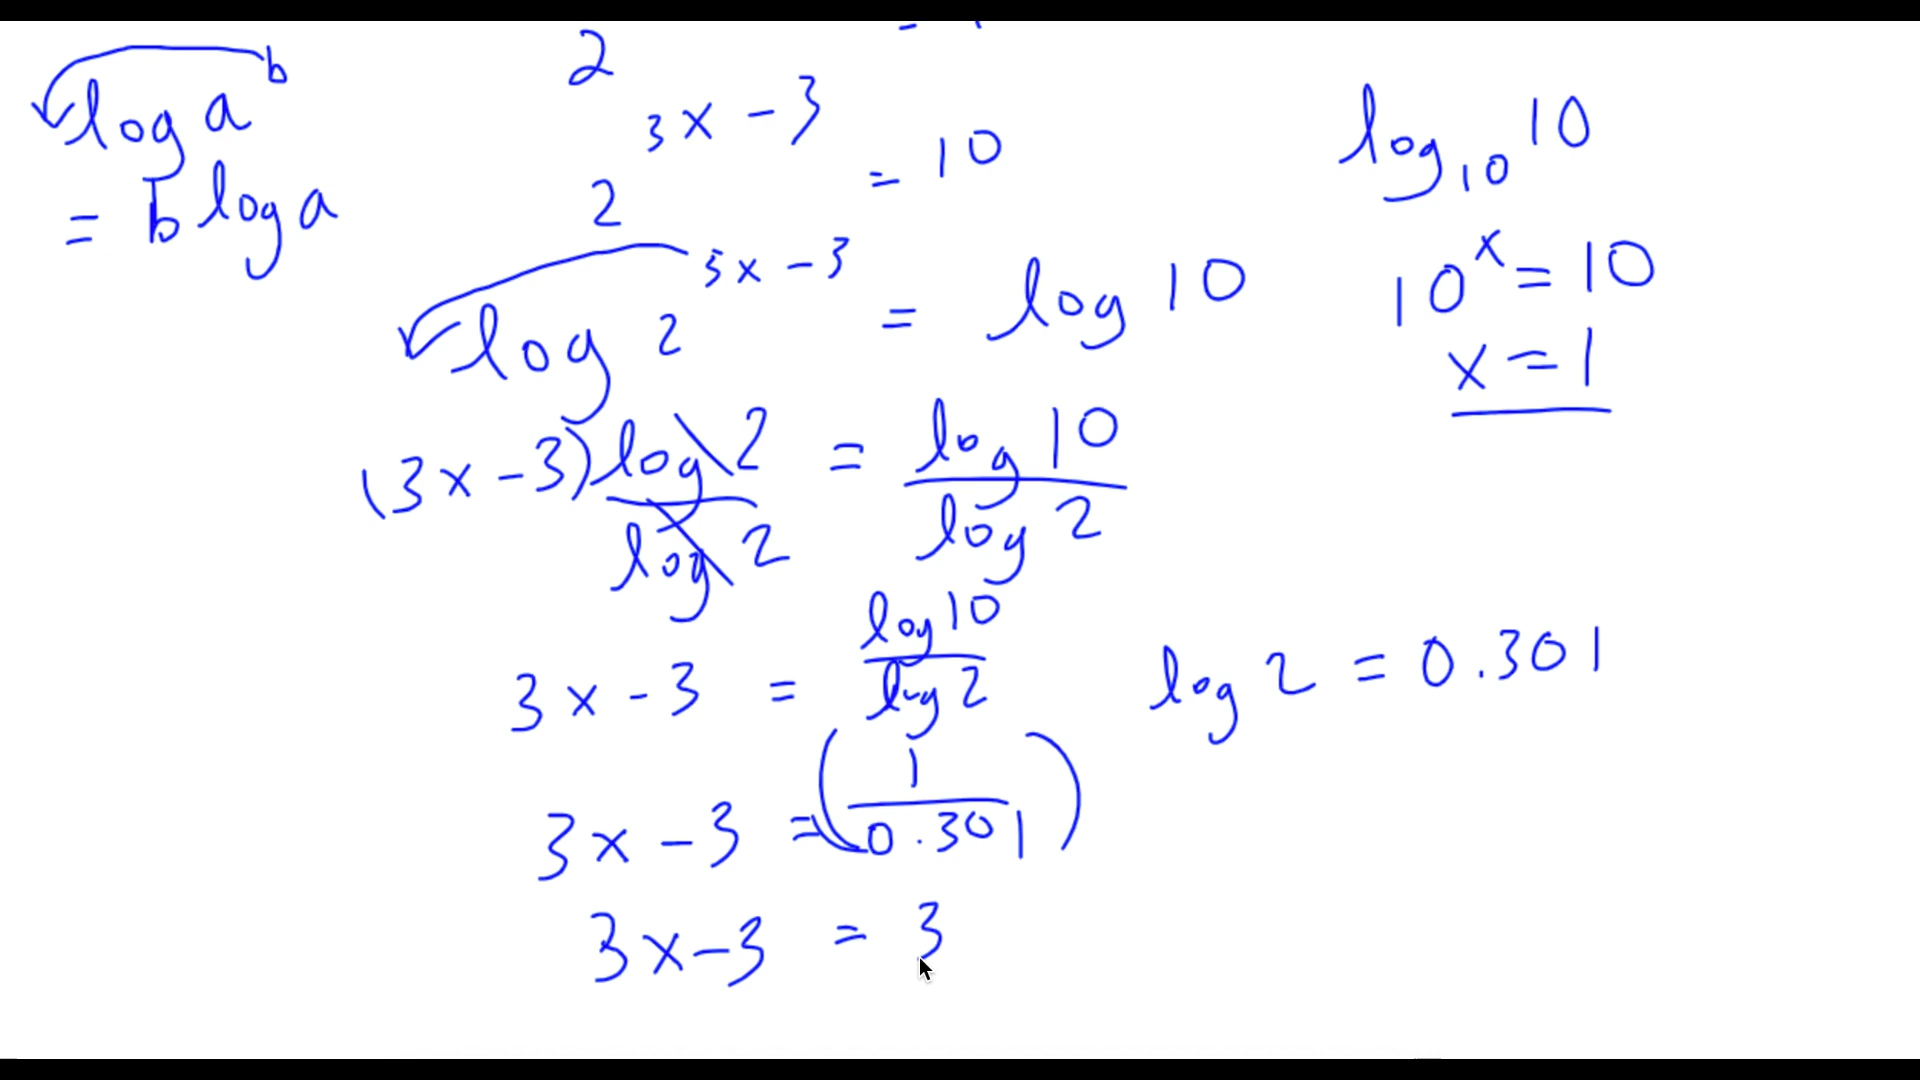 log a^b
= b log a
2
2^(3x - 3) = 10
log 2^(3x - 3) = log 10
(3x - 3) log 2 / log 2 = log 10 / log 2
3x - 3 = log 10 / log 2
3x - 3 = (1 / 0.301)
3x - 3 = 3
log_10 10
10^x = 10
x = 1
log 2 = 0.301